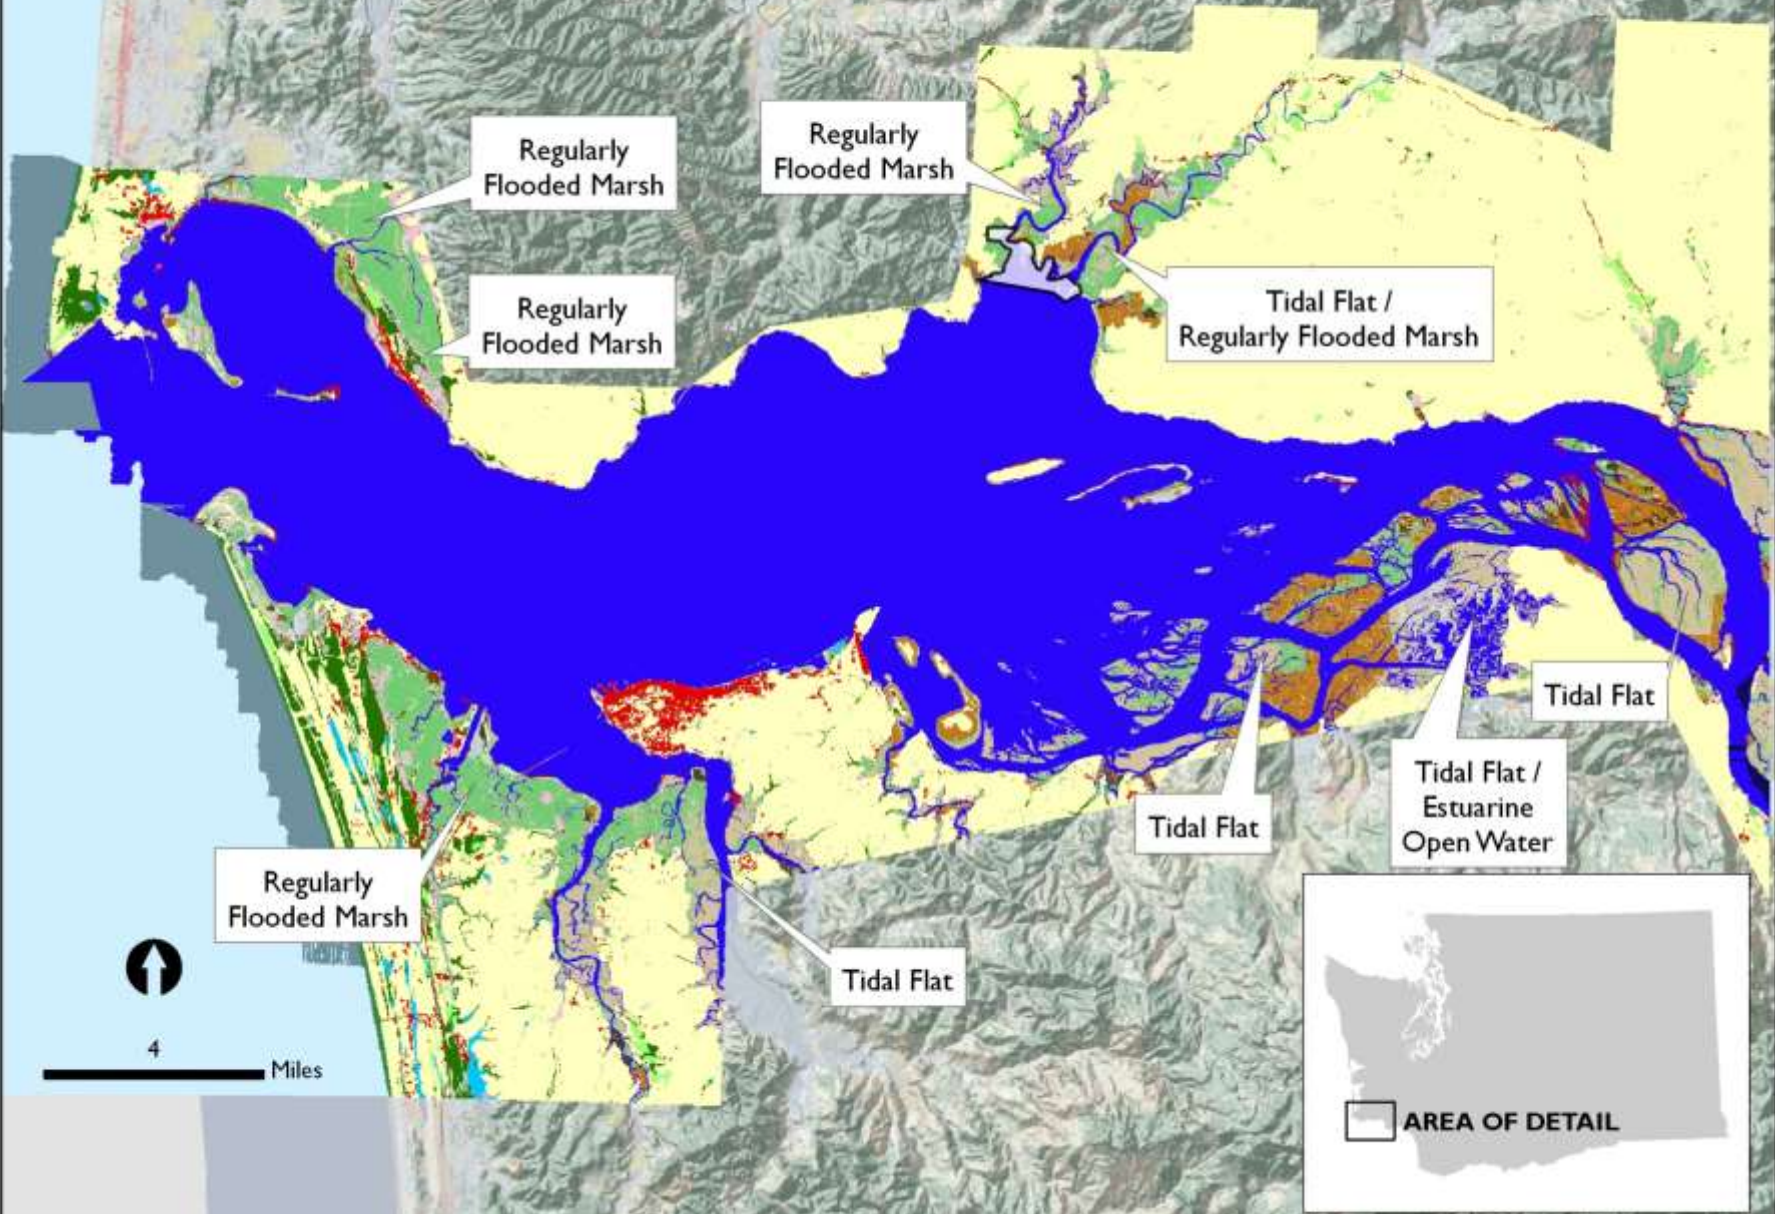 Regularly
Flooded Marsh
Regularly
Flooded Marsh
Regularly
Flooded Marsh
Tidal Flat /
Regularly Flooded Marsh
Tidal Flat
Tidal Flat /
Estuarine
Open Water
Tidal Flat
Regularly
Flooded Marsh
Tidal Flat
4
Miles
AREA OF DETAIL